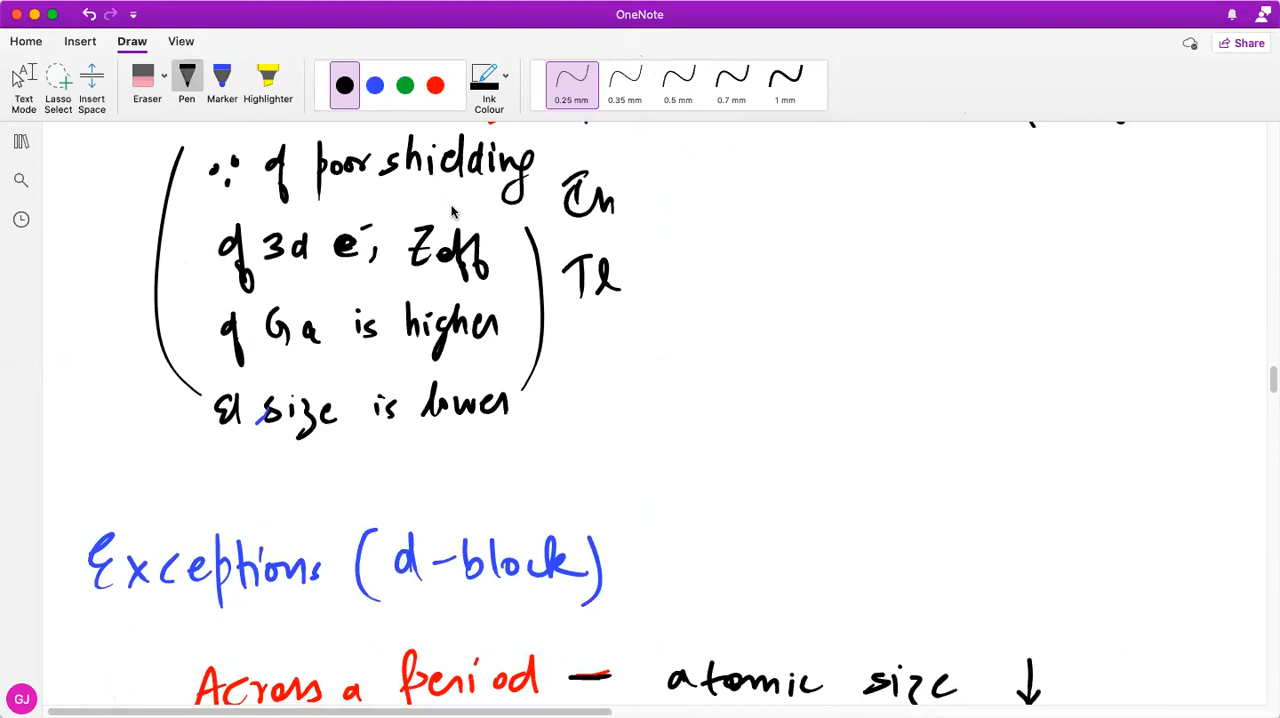 OneNote
Home Insert Draw View
Share
Text Mode
Lasso Select
Insert Space
Eraser
Pen
Marker
Highlighter
Ink Colour
0.25 mm
0.35 mm
0.5 mm
0.7 mm
1 mm
∵ of poor shielding
of 3d e⁻, Zeff
of Ga is higher
& size is lower
In
Tl
Exceptions (d-block)
Across a period — atomic size ↓
GJ